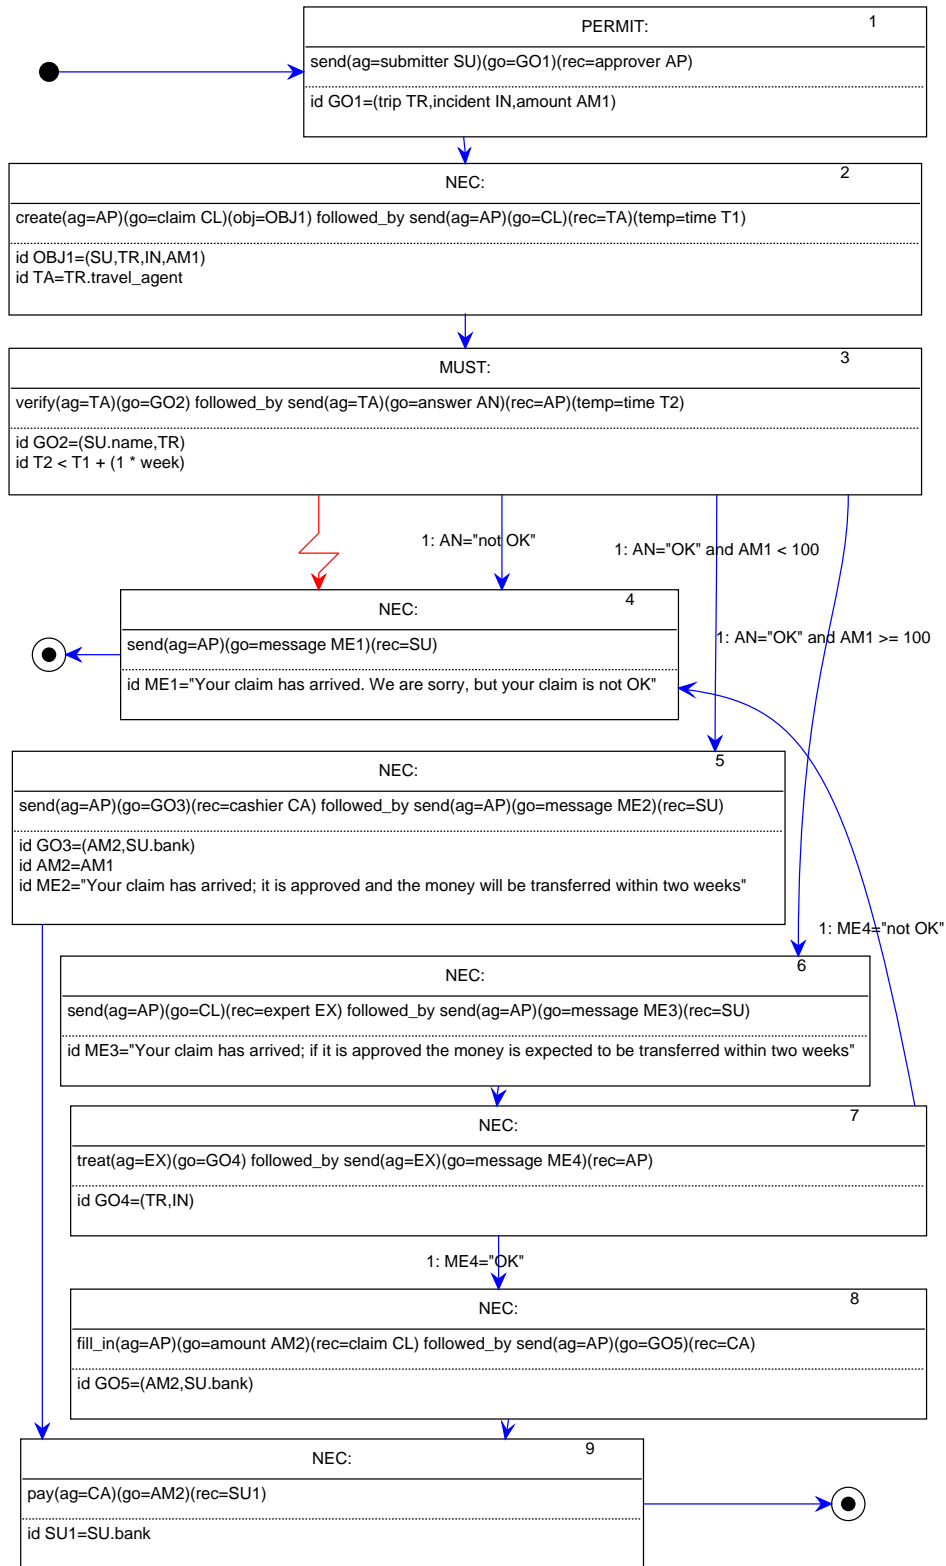 PERMIT:
1
send(ag=submitter SU)(go=GO1)(rec=approver AP)
id GO1=(trip TR,incident IN,amount AM1)
NEC:
2
create(ag=AP)(go=claim CL)(obj=OBJ1) followed_by send(ag=AP)(go=CL)(rec=TA)(temp=time T1)
id OBJ1=(SU,TR,IN,AM1)
id TA=TR.travel_agent
MUST:
3
verify(ag=TA)(go=GO2) followed_by send(ag=TA)(go=answer AN)(rec=AP)(temp=time T2)
id GO2=(SU.name,TR)
id T2 < T1 + (1 * week)
1: AN="not OK"
1: AN="OK" and AM1 < 100
1: AN="OK" and AM1 >= 100
NEC:
4
send(ag=AP)(go=message ME1)(rec=SU)
id ME1="Your claim has arrived. We are sorry, but your claim is not OK"
NEC:
5
send(ag=AP)(go=GO3)(rec=cashier CA) followed_by send(ag=AP)(go=message ME2)(rec=SU)
id GO3=(AM2,SU.bank)
id AM2=AM1
id ME2="Your claim has arrived; it is approved and the money will be transferred within two weeks"
1: ME4="not OK"
NEC:
6
send(ag=AP)(go=CL)(rec=expert EX) followed_by send(ag=AP)(go=message ME3)(rec=SU)
id ME3="Your claim has arrived; if it is approved the money is expected to be transferred within two weeks"
NEC:
7
treat(ag=EX)(go=GO4) followed_by send(ag=EX)(go=message ME4)(rec=AP)
id GO4=(TR,IN)
1: ME4="OK"
NEC:
8
fill_in(ag=AP)(go=amount AM2)(rec=claim CL) followed_by send(ag=AP)(go=GO5)(rec=CA)
id GO5=(AM2,SU.bank)
NEC:
9
pay(ag=CA)(go=AM2)(rec=SU1)
id SU1=SU.bank